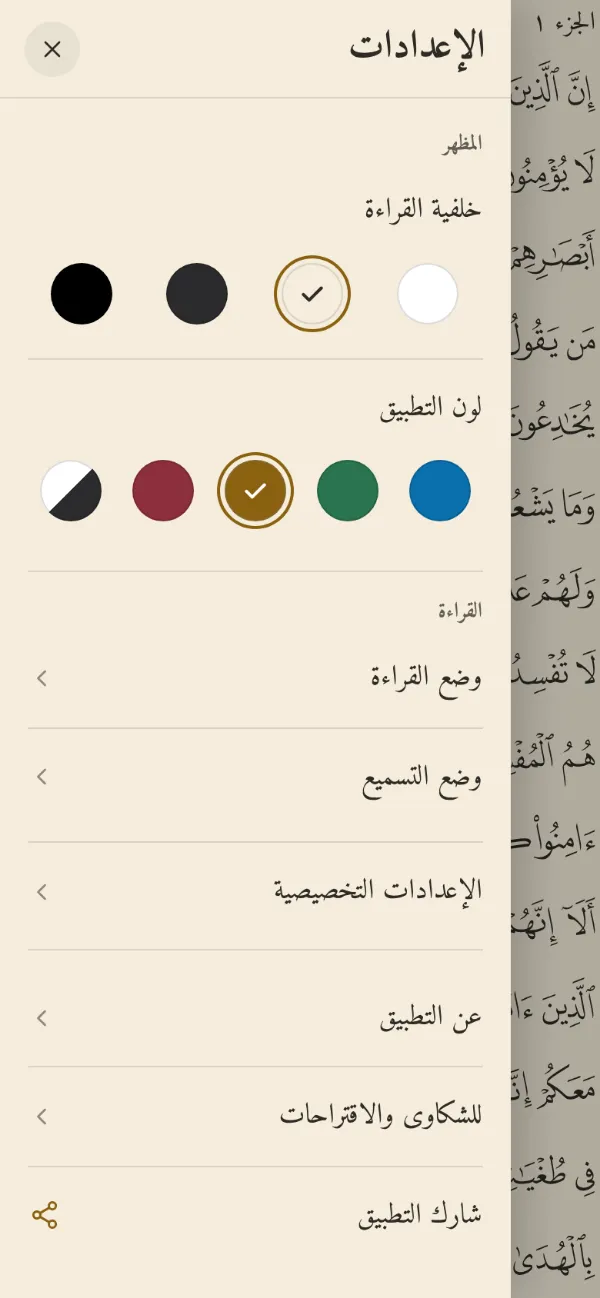 الإعدادات
المظهر
خلفية القراءة
لون التطبيق
القراءة
وضع القراءة
وضع التسميع
الإعدادات التخصيصية
عن التطبيق
للشكاوى والاقتراحات
شارك التطبيق
الجزء ١
إِنَّ ٱلَّذِينَ
لَا يُؤْمِنُونَ
أَبْصَٰرِهِمْ
مَن يَقُولُ
يُخَٰدِعُونَ
وَمَا يَشْعُ
وَلَهُمْ عَذَ
لَا تُفْسِدُ
هُمُ ٱلْمُفْسِ
ءَامِنُوا۟ كَ
أَلَآ إِنَّهُمْ
ٱلَّذِينَ ءَا
مَعَكُمْ إِنَّ
فِى طُغْيَٰنِ
بِٱلْهُدَىٰ